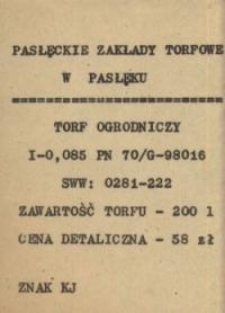 PASŁĘCKIE ZAKŁADY TORFOWE
W PASŁĘKU
TORF OGRODNICZY
I-0,085 PN 70/G-98016
SWW: 0281-222
ZAWARTOŚĆ TORFU - 200 l
CENA DETALICZNA - 58 zł
ZNAK KJ